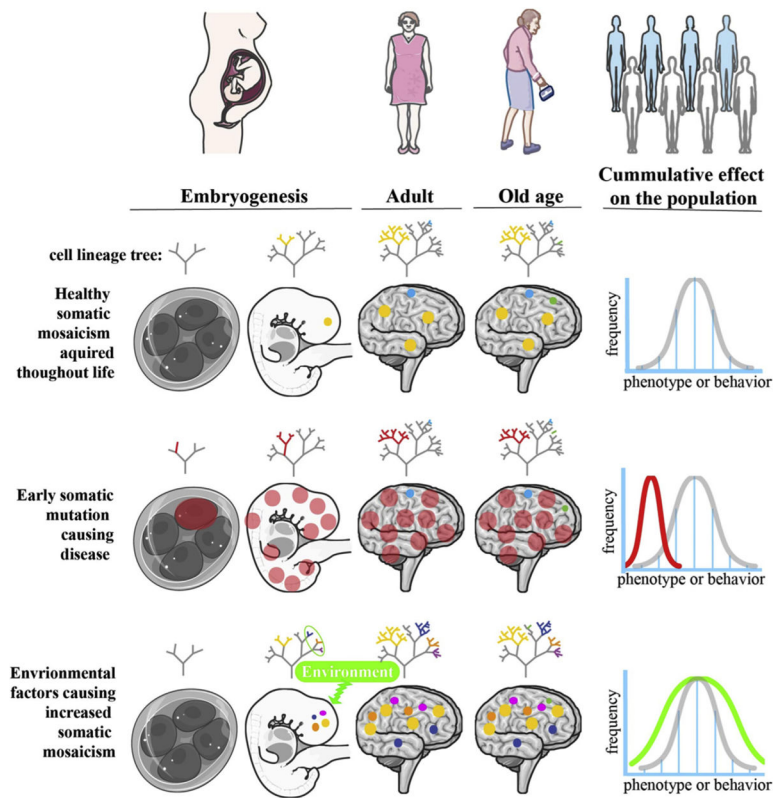 Embryogenesis
Adult
Old age
Cummulative effect
on the population
cell lineage tree:
Healthy
somatic
mosaicism
aquired
thoughout life
frequency
phenotype or behavior
Early somatic
mutation
causing
disease
frequency
phenotype or behavior
Envrionmental
factors causing
increased
somatic
mosaicism
Environment
frequency
phenotype or behavior